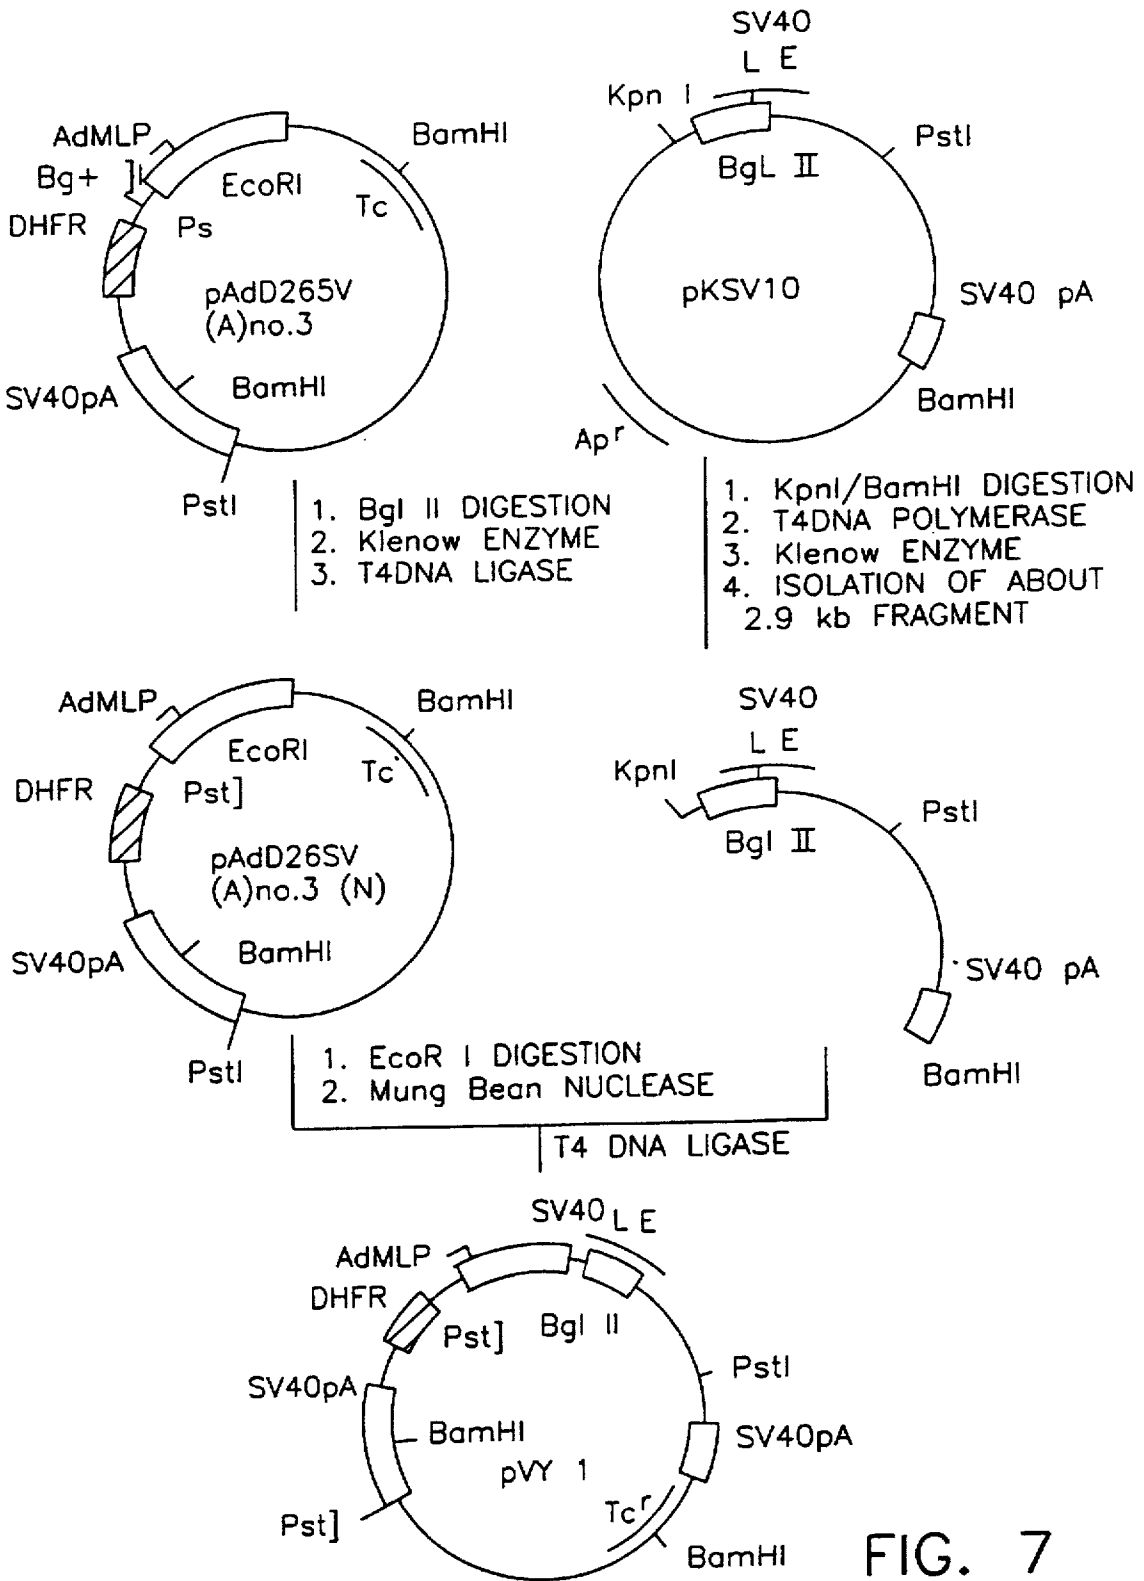 SV40
L E
Kpn I
BgL II
PstI
pKSV10
SV40 pA
BamHI
Ap r
AdMLP
Bg+ ]
DHFR
EcoRI
Ps
BamHI
Tc
pAdD265V
(A)no.3
SV40pA
BamHI
PstI
1. BgI II DIGESTION
2. Klenow ENZYME
3. T4DNA LIGASE
1. KpnI/BamHI DIGESTION
2. T4DNA POLYMERASE
3. Klenow ENZYME
4. ISOLATION OF ABOUT
2.9 kb FRAGMENT
AdMLP
EcoRI
BamHI
Tc
DHFR
Pst]
pAdD26SV
(A)no.3 (N)
SV40pA
BamHI
PstI
SV40
L E
KpnI
BgI II
PstI
SV40 pA
BamHI
1. EcoR I DIGESTION
2. Mung Bean NUCLEASE
T4 DNA LIGASE
SV40 L E
AdMLP
DHFR
Pst]
BgI II
PstI
SV40pA
BamHI
SV40pA
pVY 1
Tc r
Pst]
BamHI
FIG. 7